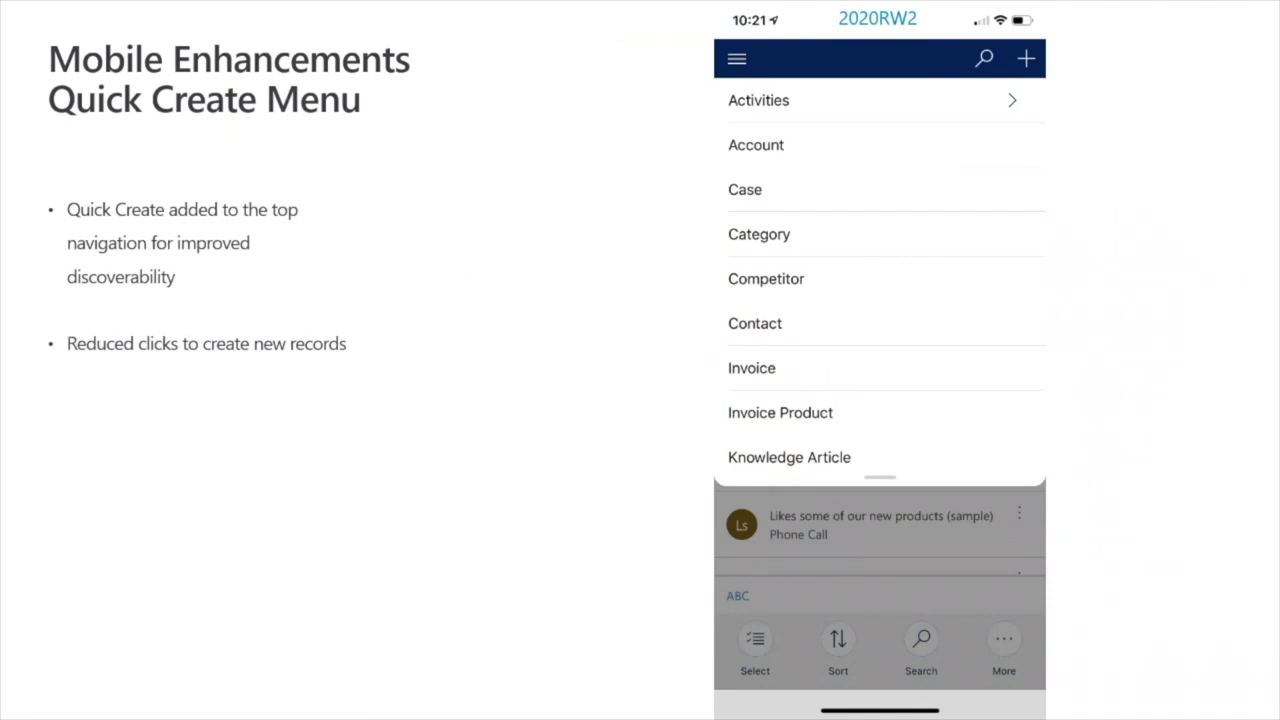 Mobile Enhancements
Quick Create Menu
• Quick Create added to the top
navigation for improved
discoverability
• Reduced clicks to create new records
10:21
2020RW2
Activities
Account
Case
Category
Competitor
Contact
Invoice
Invoice Product
Knowledge Article
Ls
Likes some of our new products (sample)
Phone Call
ABC
Select
Sort
Search
More